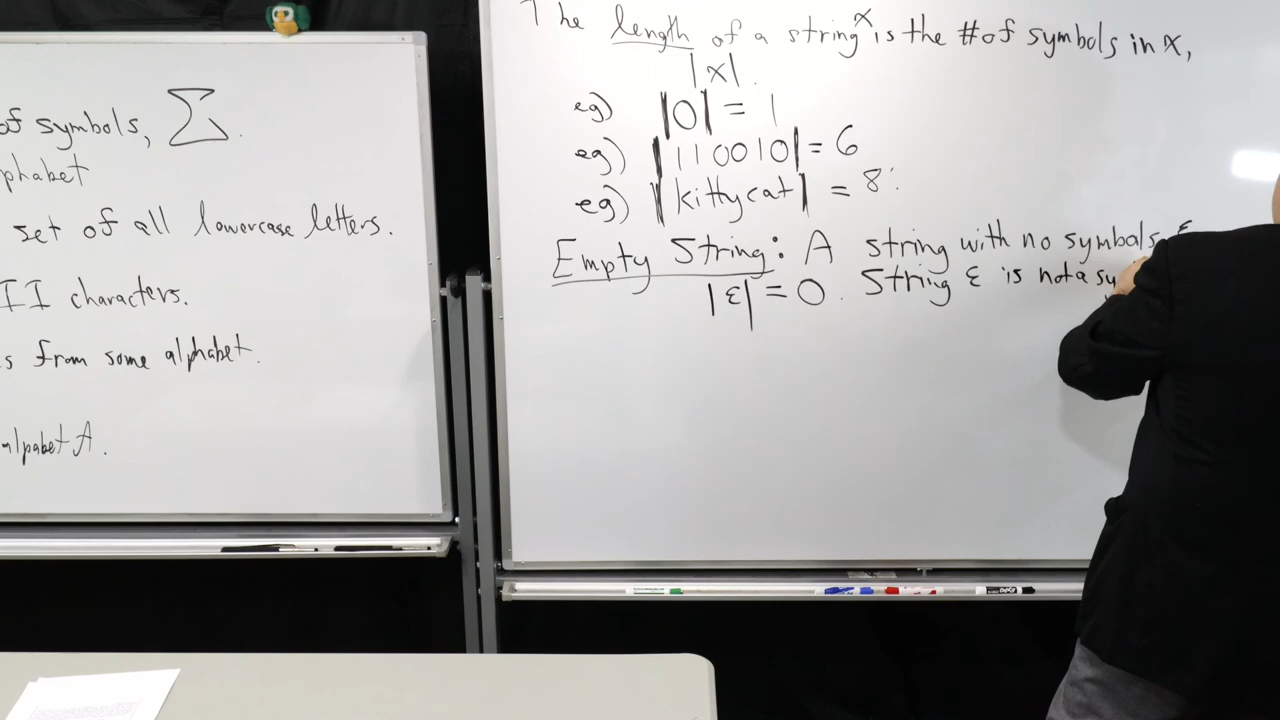 of symbols, Σ.
phabet
set of all lowercase letters.
II characters.
s from some alphabet.
alpabet A.
The length of a string x is the # of symbols in x,
|x|.
eg) |0| = 1
eg) |110010| = 6
eg) |kittycat| = 8.
Empty String: A string with no symbols, ε
|ε| = 0. String ε is not a sy